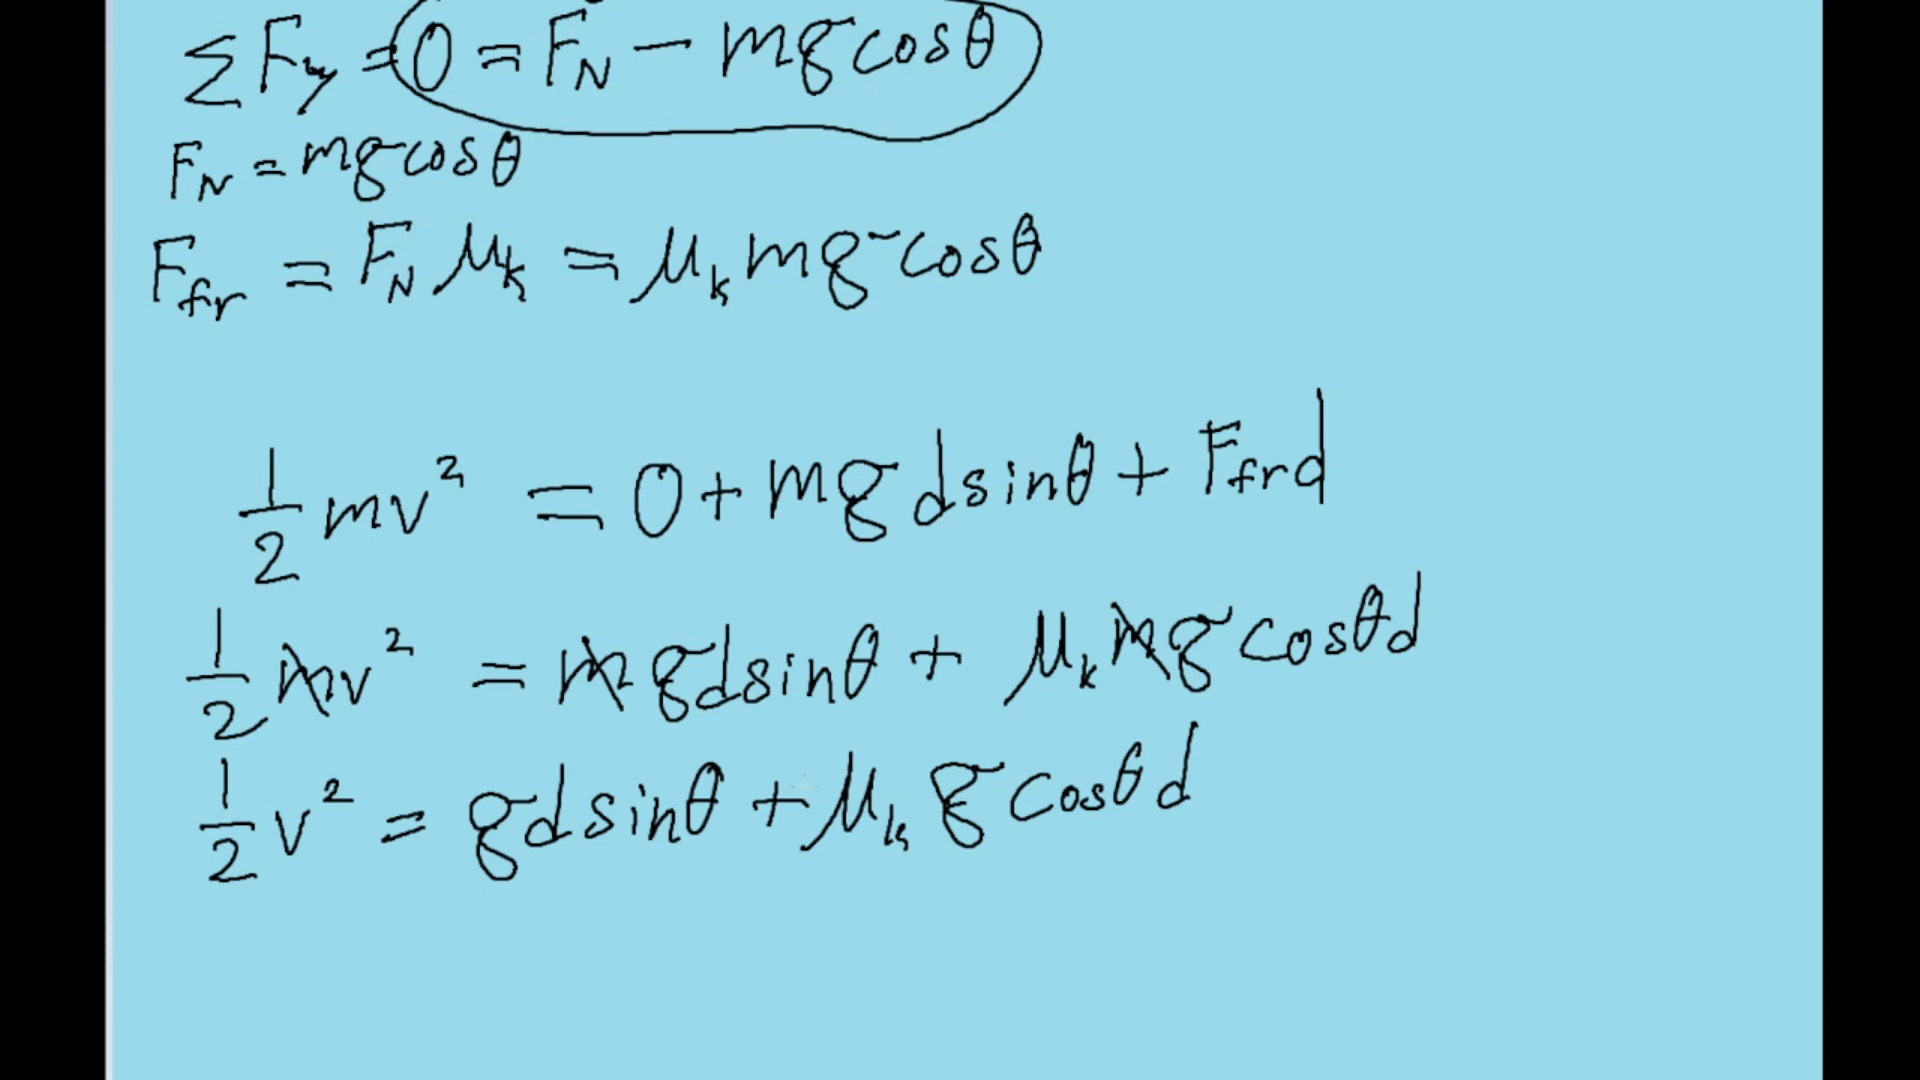 ΣFy = 0 = FN − mg cosθ
FN = mg cosθ
Ffr = FN μk = μk mg cosθ
1/2 mv² = 0 + mg d sinθ + Ffr d
1/2 mv² = mg d sinθ + μk mg cosθ d
1/2 v² = g d sinθ + μk g cosθ d